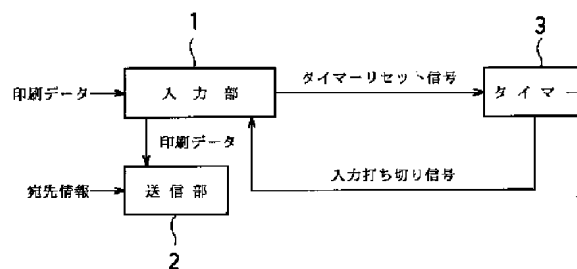 1
3
タイマーリセット信号
印刷データ
入力部
タイマー
印刷データ
入力打ち切り信号
宛先情報
送信部
2